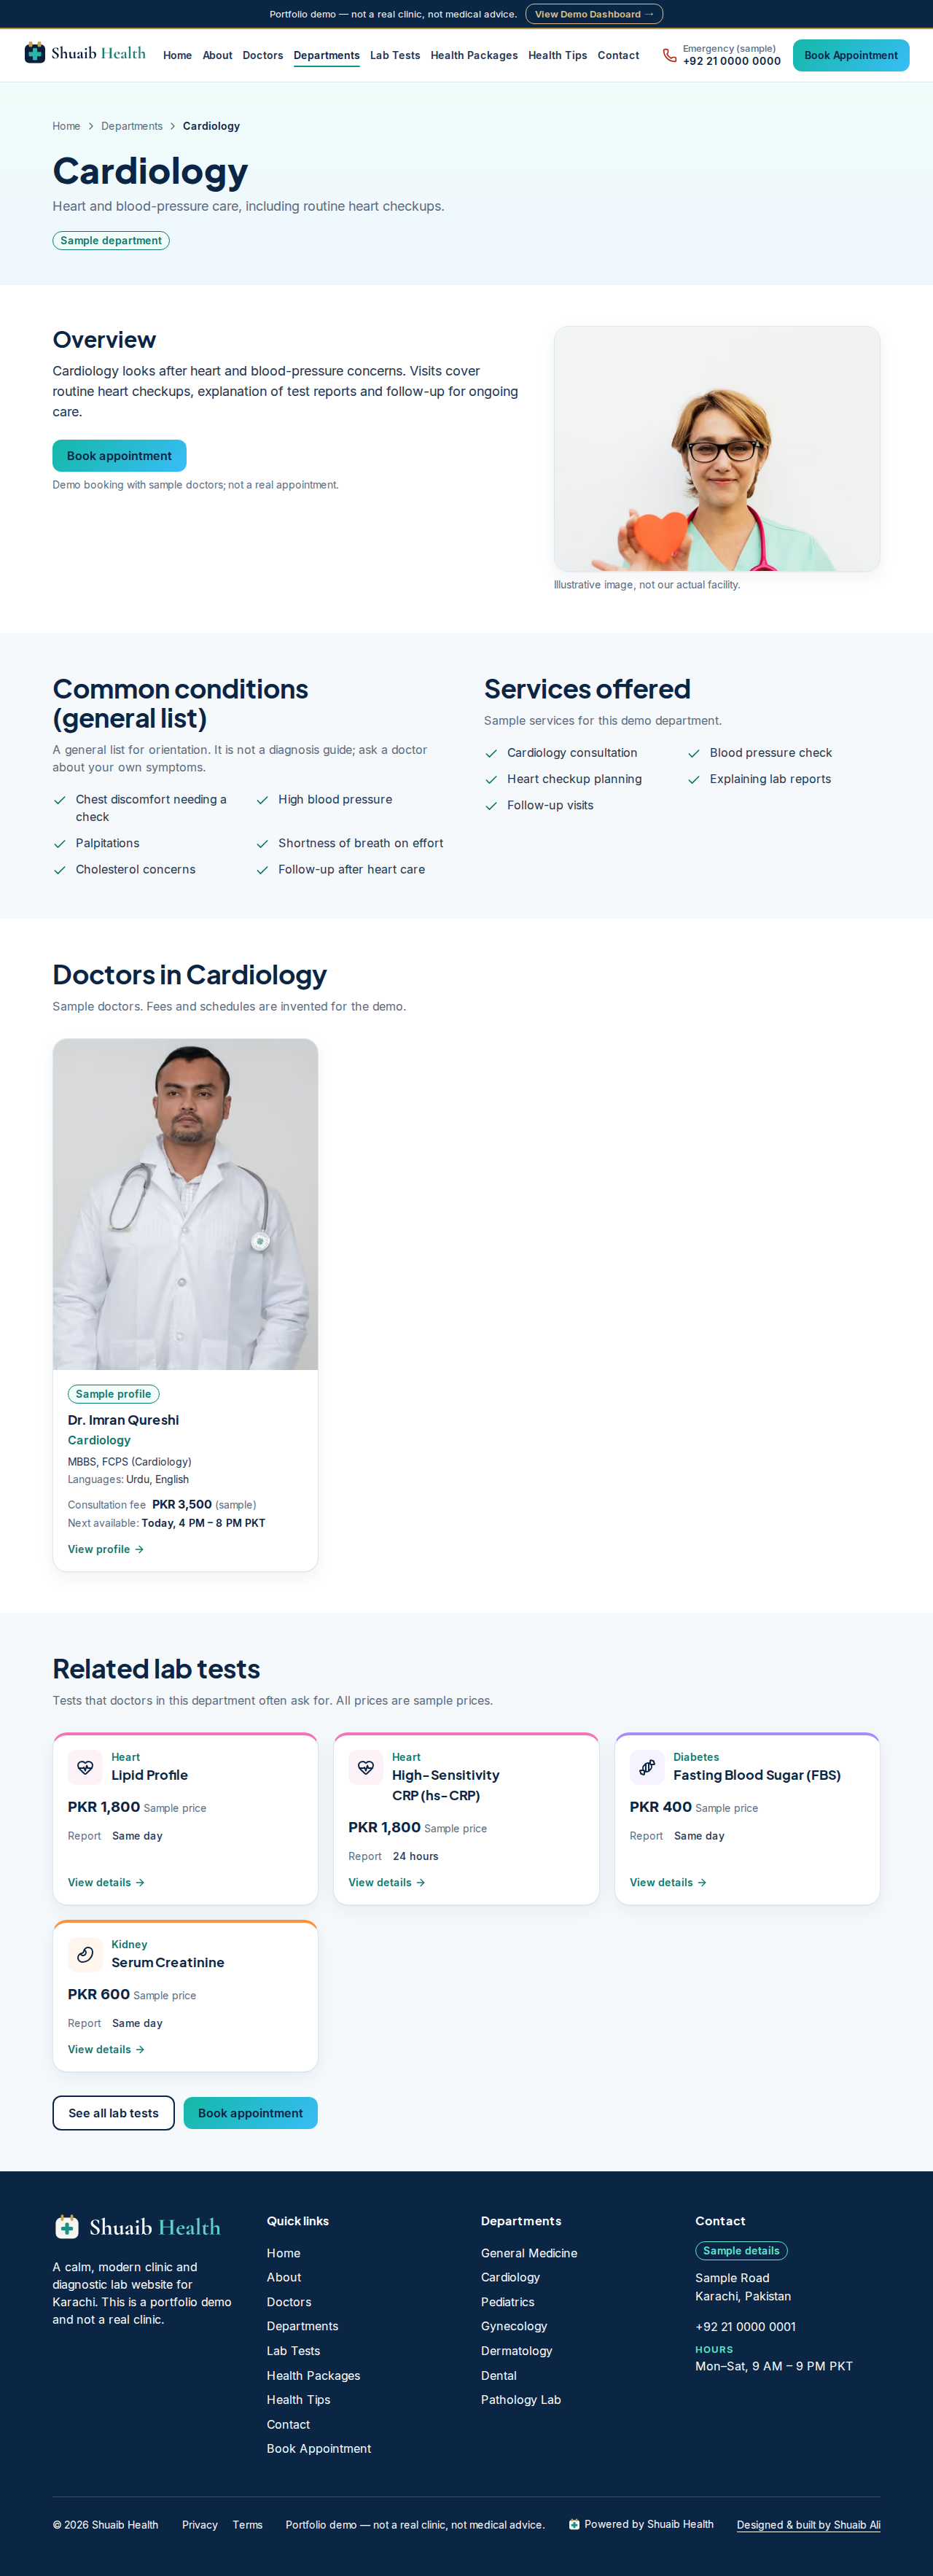 Portfolio demo — not a real clinic, not medical advice. View Demo Dashboard →
Shuaib Health Home About Doctors Departments Lab Tests Health Packages Health Tips Contact Emergency (sample) +92 21 0000 0000 Book Appointment
Home > Departments > Cardiology
Cardiology
Heart and blood-pressure care, including routine heart checkups.
Sample department
Overview
Cardiology looks after heart and blood-pressure concerns. Visits cover
routine heart checkups, explanation of test reports and follow-up for ongoing
care.
Book appointment
Demo booking with sample doctors; not a real appointment.
Illustrative image, not our actual facility.
Common conditions
(general list)
A general list for orientation. It is not a diagnosis guide; ask a doctor
about your own symptoms.
Chest discomfort needing a
check
High blood pressure
Palpitations
Shortness of breath on effort
Cholesterol concerns
Follow-up after heart care
Services offered
Sample services for this demo department.
Cardiology consultation
Blood pressure check
Heart checkup planning
Explaining lab reports
Follow-up visits
Doctors in Cardiology
Sample doctors. Fees and schedules are invented for the demo.
Sample profile
Dr. Imran Qureshi
Cardiology
MBBS, FCPS (Cardiology)
Languages: Urdu, English
Consultation fee PKR 3,500 (sample)
Next available: Today, 4 PM – 8 PM PKT
View profile →
Related lab tests
Tests that doctors in this department often ask for. All prices are sample prices.
Heart
Lipid Profile
PKR 1,800 Sample price
Report Same day
View details →
Heart
High-Sensitivity
CRP (hs-CRP)
PKR 1,800 Sample price
Report 24 hours
View details →
Diabetes
Fasting Blood Sugar (FBS)
PKR 400 Sample price
Report Same day
View details →
Kidney
Serum Creatinine
PKR 600 Sample price
Report Same day
View details →
See all lab tests
Book appointment
Shuaib Health
A calm, modern clinic and
diagnostic lab website for
Karachi. This is a portfolio demo
and not a real clinic.
Quick links
Home
About
Doctors
Departments
Lab Tests
Health Packages
Health Tips
Contact
Book Appointment
Departments
General Medicine
Cardiology
Pediatrics
Gynecology
Dermatology
Dental
Pathology Lab
Contact
Sample details
Sample Road
Karachi, Pakistan
+92 21 0000 0001
HOURS
Mon–Sat, 9 AM – 9 PM PKT
© 2026 Shuaib Health Privacy Terms Portfolio demo — not a real clinic, not medical advice. Powered by Shuaib Health Designed & built by Shuaib Ali